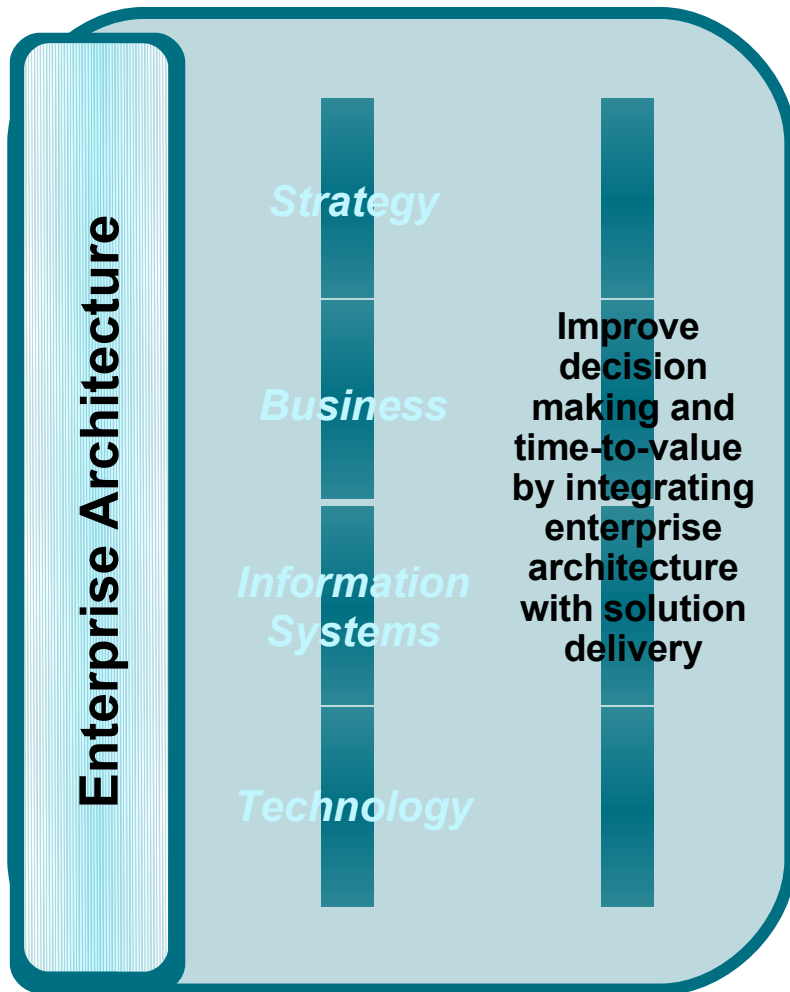 Enterprise Architecture
Strategy
Business
Information
Systems
Technology
Improve
decision
making and
time-to-value
by integrating
enterprise
architecture
with solution
delivery